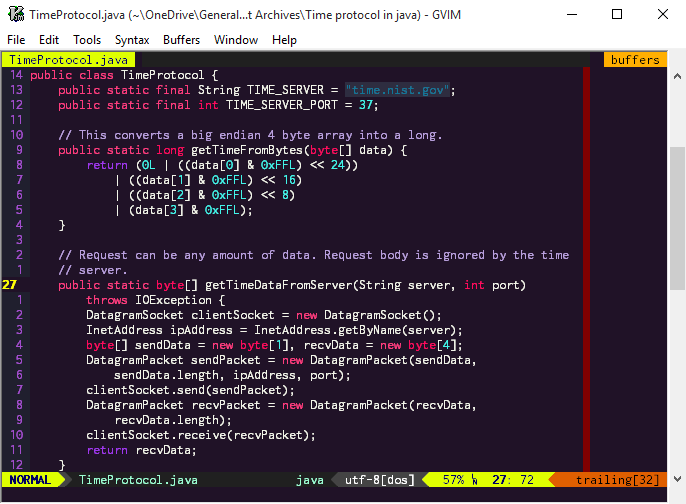 TimeProtocol.java (~\OneDrive\General...t Archives\Time protocol in java) - GVIM
File Edit Tools Syntax Buffers Window Help
TimeProtocol.java buffers
14 public class TimeProtocol {
13     public static final String TIME_SERVER = "time.nist.gov";
12     public static final int TIME_SERVER_PORT = 37;
11
10     // This converts a big endian 4 byte array into a long.
9     public static long getTimeFromBytes(byte[] data) {
8         return (0L | ((data[0] & 0xFFL) << 24))
7             | ((data[1] & 0xFFL) << 16)
6             | ((data[2] & 0xFFL) << 8)
5             | (data[3] & 0xFFL);
4     }
3
2     // Request can be any amount of data. Request body is ignored by the time
1     // server.
27     public static byte[] getTimeDataFromServer(String server, int port)
1         throws IOException {
2         DatagramSocket clientSocket = new DatagramSocket();
3         InetAddress ipAddress = InetAddress.getByName(server);
4         byte[] sendData = new byte[1], recvData = new byte[4];
5         DatagramPacket sendPacket = new DatagramPacket(sendData,
6             sendData.length, ipAddress, port);
7         clientSocket.send(sendPacket);
8         DatagramPacket recvPacket = new DatagramPacket(recvData,
9             recvData.length);
10         clientSocket.receive(recvPacket);
11         return recvData;
12     }
NORMAL TimeProtocol.java java utf-8[dos] 57% 27: 72 trailing[32]